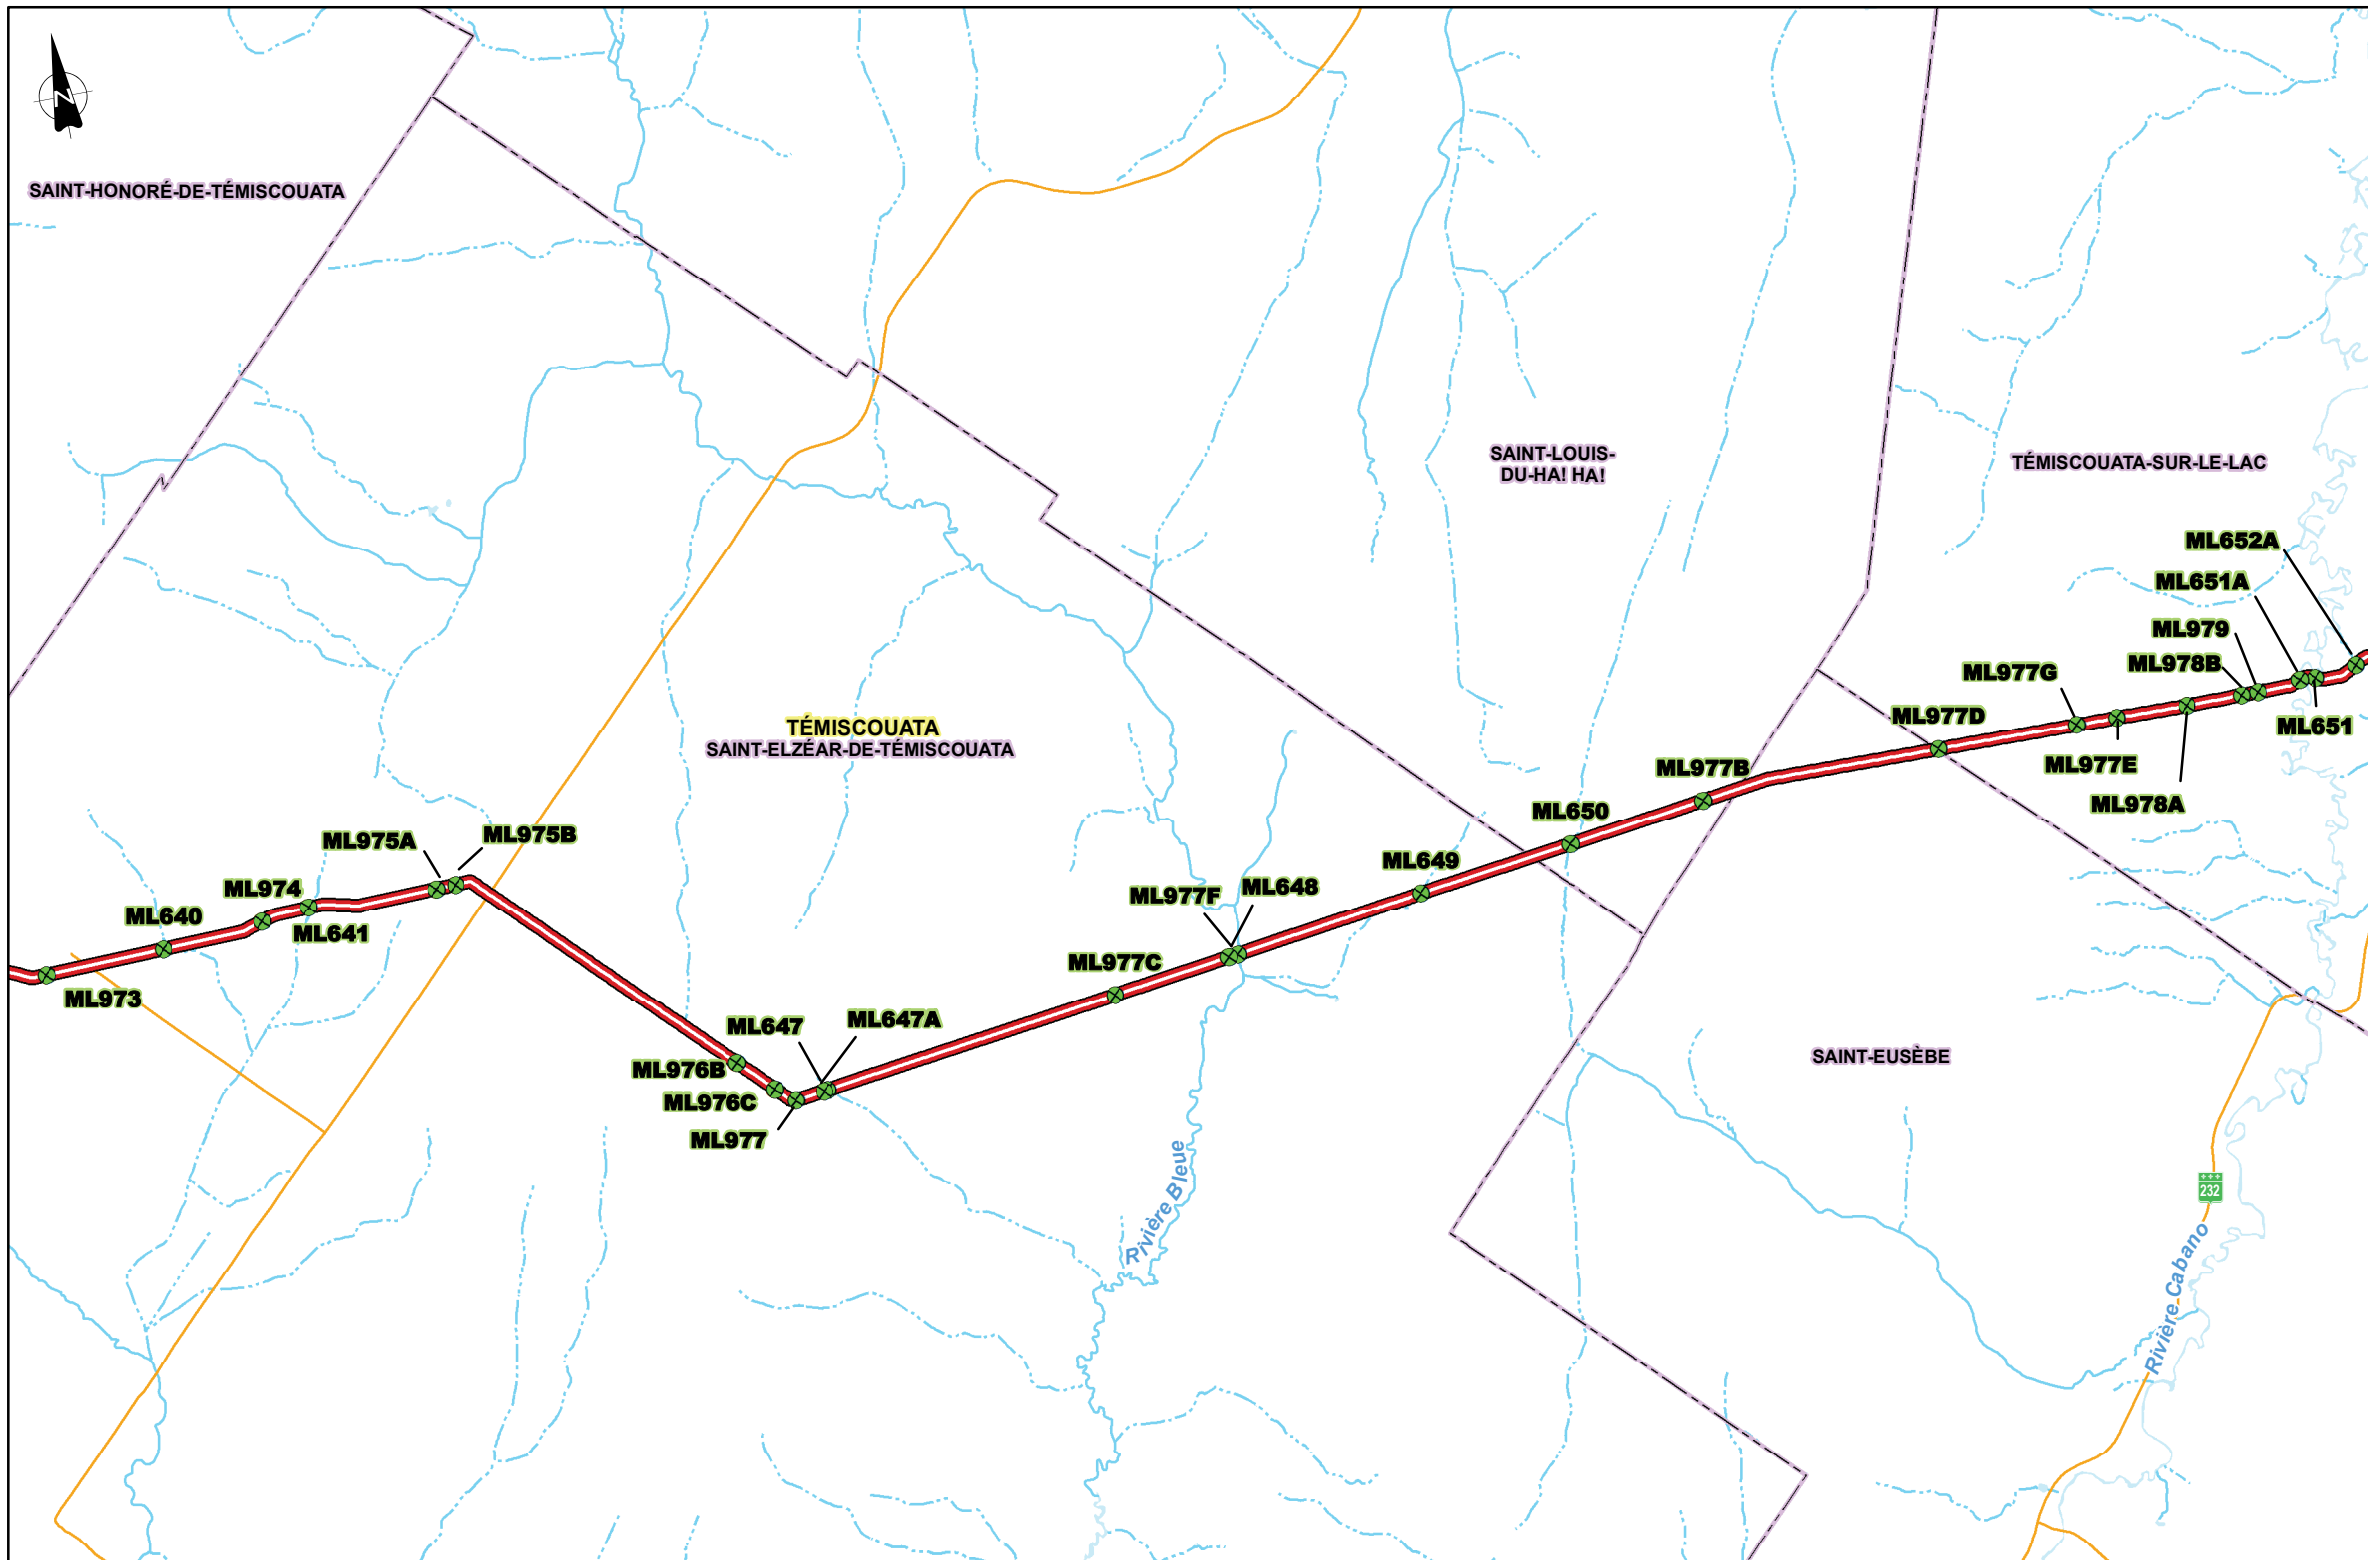 N
SAINT-HONORÉ-DE-TÉMISCOUATA
SAINT-LOUIS-
DU-HA! HA!
TÉMISCOUATA-SUR-LE-LAC
ML652A
ML651A
ML979
ML978B
ML977G
ML651
ML977D
ML977E
ML978A
TÉMISCOUATA
SAINT-ELZÉAR-DE-TÉMISCOUATA
ML977B
ML650
ML649
ML975A
ML975B
ML974
ML640
ML641
ML973
ML977F
ML648
ML977C
ML647
ML647A
ML976B
ML976C
ML977
SAINT-EUSÈBE
Rivière Bleue
232
Rivière Cabano